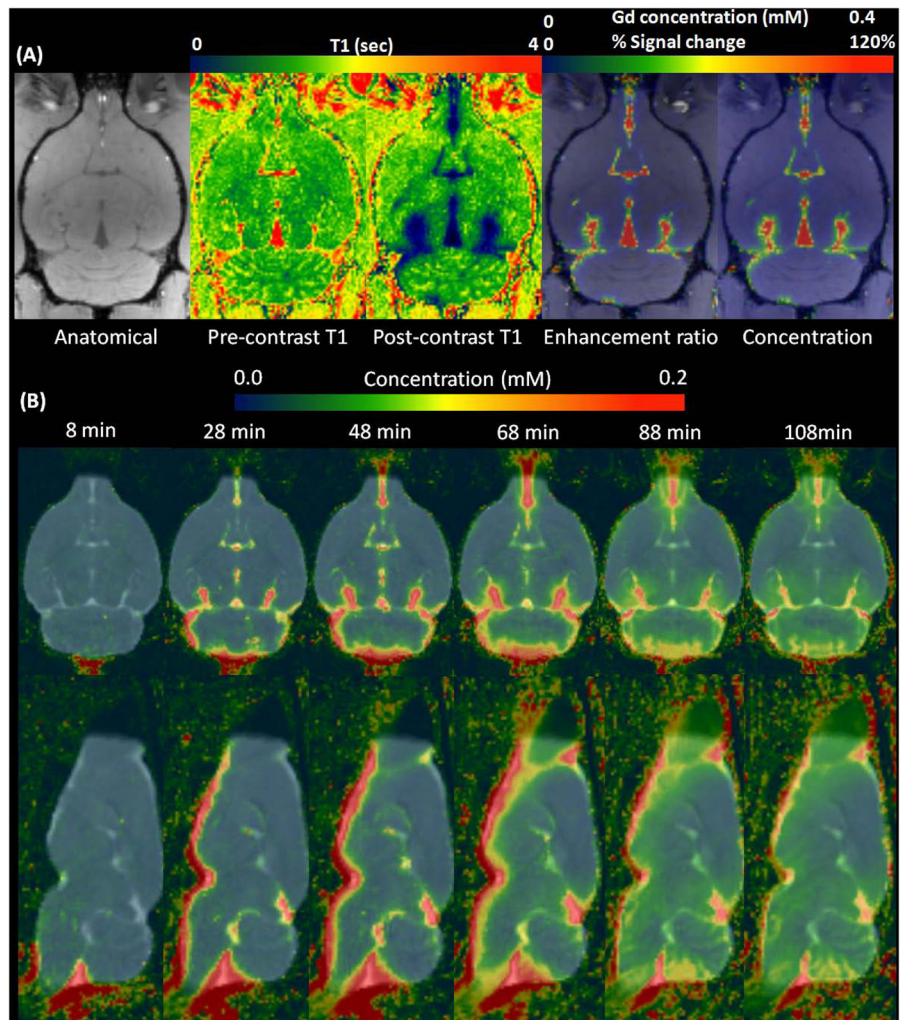 0 Gd concentration (mM) 0.4
(A) 0 T1 (sec) 4 0 % Signal change 120%
Anatomical Pre-contrast T1 Post-contrast T1 Enhancement ratio Concentration
0.0 Concentration (mM) 0.2
(B)
8 min 28 min 48 min 68 min 88 min 108min